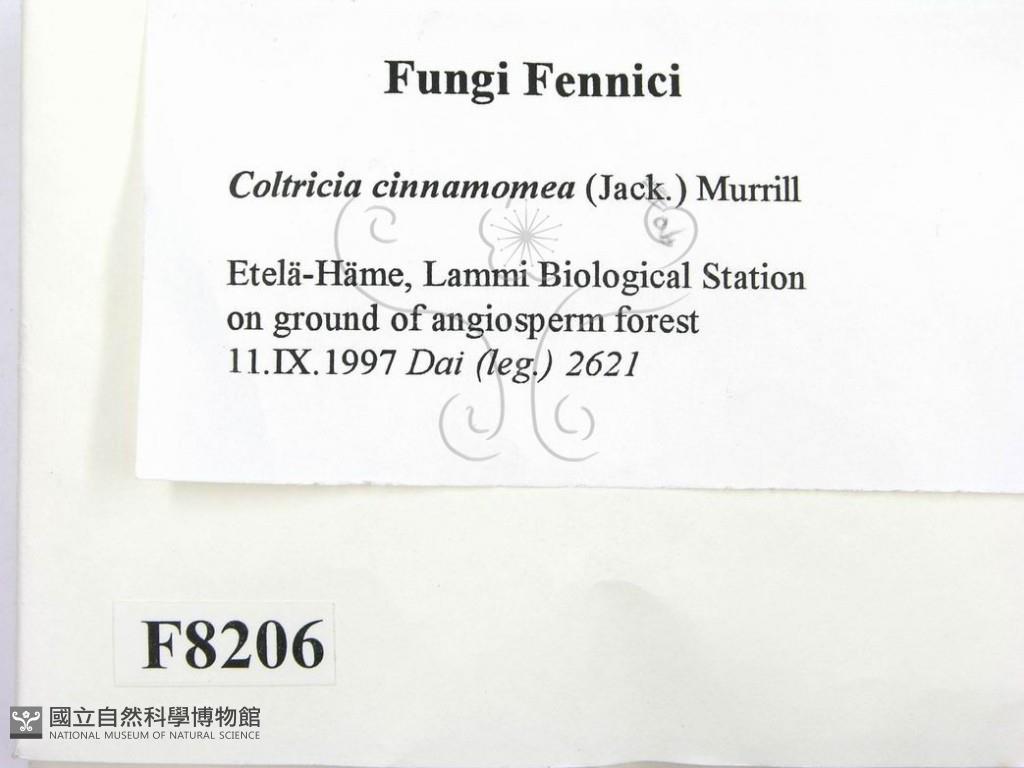 Fungi Fennici
Coltricia cinnamomea (Jack.) Murrill
Etelä-Häme, Lammi Biological Station
on ground of angiosperm forest
11.IX.1997 Dai (leg.) 2621
F8206
國立自然科學博物館
NATIONAL MUSEUM OF NATURAL SCIENCE